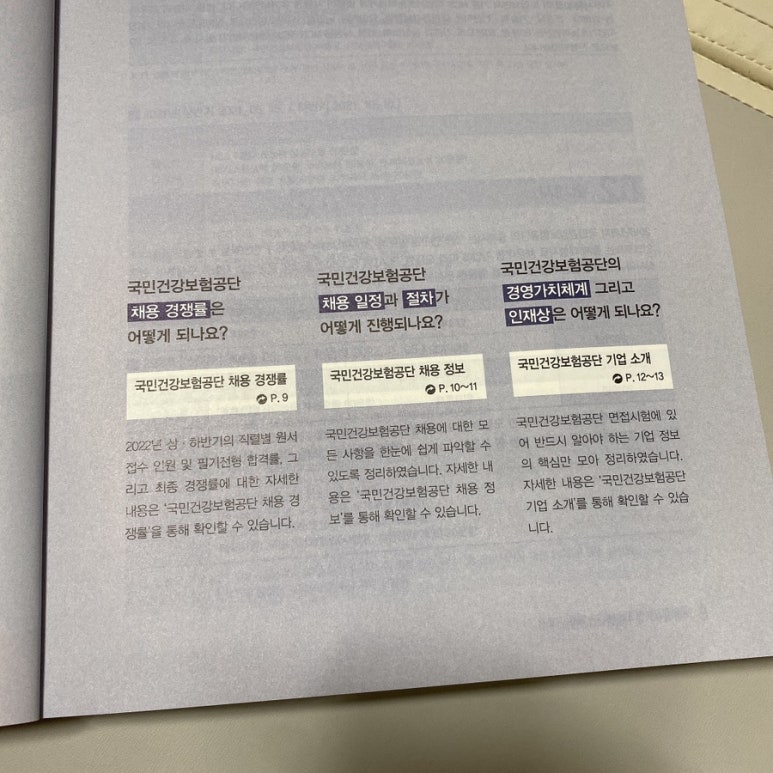 국민건강보험공단
채용 경쟁률은
어떻게 되나요?
국민건강보험공단 채용 경쟁률
P. 9
2022년 상·하반기의 직렬별 원서
접수 인원 및 필기전형 합격률, 그
리고 최종 경쟁률에 대한 자세한
내용은 '국민건강보험공단 채용 경
쟁률'을 통해 확인할 수 있습니다.
국민건강보험공단
채용 일정과 절차가
어떻게 진행되나요?
국민건강보험공단 채용 정보
P. 10~11
국민건강보험공단 채용에 대한 모
든 사항을 한눈에 쉽게 파악할 수
있도록 정리하였습니다. 자세한 내
용은 '국민건강보험공단 채용 정
보'를 통해 확인할 수 있습니다.
국민건강보험공단의
경영가치체계 그리고
인재상은 어떻게 되나요?
국민건강보험공단 기업 소개
P. 12~13
국민건강보험공단 면접시험에 있
어 반드시 알아야 하는 기업 정보
의 핵심만 모아 정리하였습니다.
자세한 내용은 '국민건강보험공단
기업 소개'를 통해 확인할 수 있습
니다.